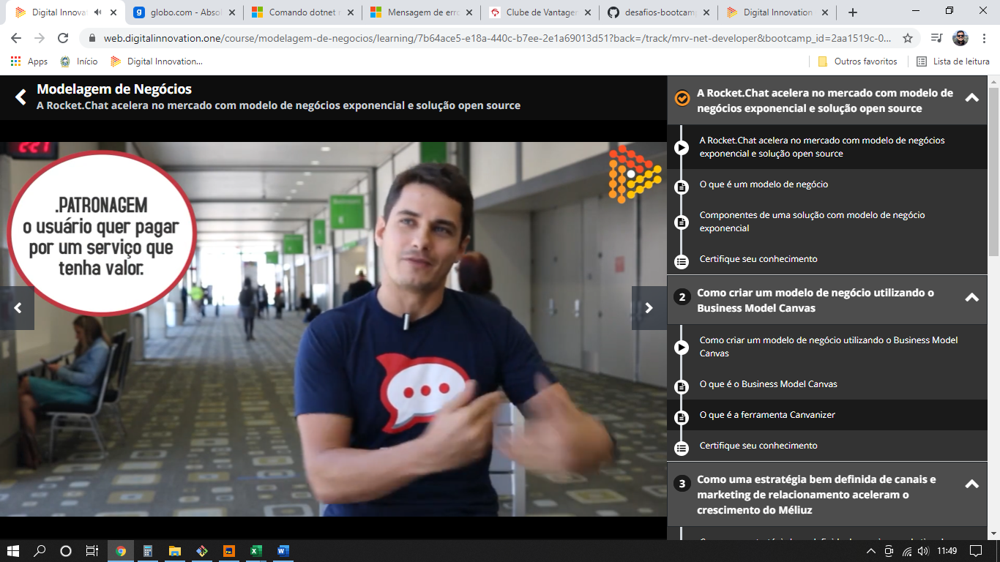 Digital Innovat
globo.com - Absol
Comando dotnet r
Mensagem de erro
Clube de Vantager
desafios-bootcamp
Digital Innovation
web.digitalinnovation.one/course/modelagem-de-negocios/learning/7b64ace5-e18a-440c-b7ee-2e1a69013d51?back=/track/mrv-net-developer&bootcamp_id=2aa1519c-0...
Apps
Início
Digital Innovation...
Outros favoritos
Lista de leitura
Modelagem de Negócios
A Rocket.Chat acelera no mercado com modelo de negócios exponencial e solução open source
221
.PATRONAGEM
o usuário quer pagar
por um serviço que
tenha valor.
A Rocket.Chat acelera no mercado com modelo de
negócios exponencial e solução open source
A Rocket.Chat acelera no mercado com modelo de negócios
exponencial e solução open source
O que é um modelo de negócio
Componentes de uma solução com modelo de negócio
exponencial
Certifique seu conhecimento
2 Como criar um modelo de negócio utilizando o
Business Model Canvas
Como criar um modelo de negócio utilizando o Business Model
Canvas
O que é o Business Model Canvas
O que é a ferramenta Canvanizer
Certifique seu conhecimento
3 Como uma estratégia bem definida de canais e
marketing de relacionamento aceleram o
crescimento do Méliuz
11:49